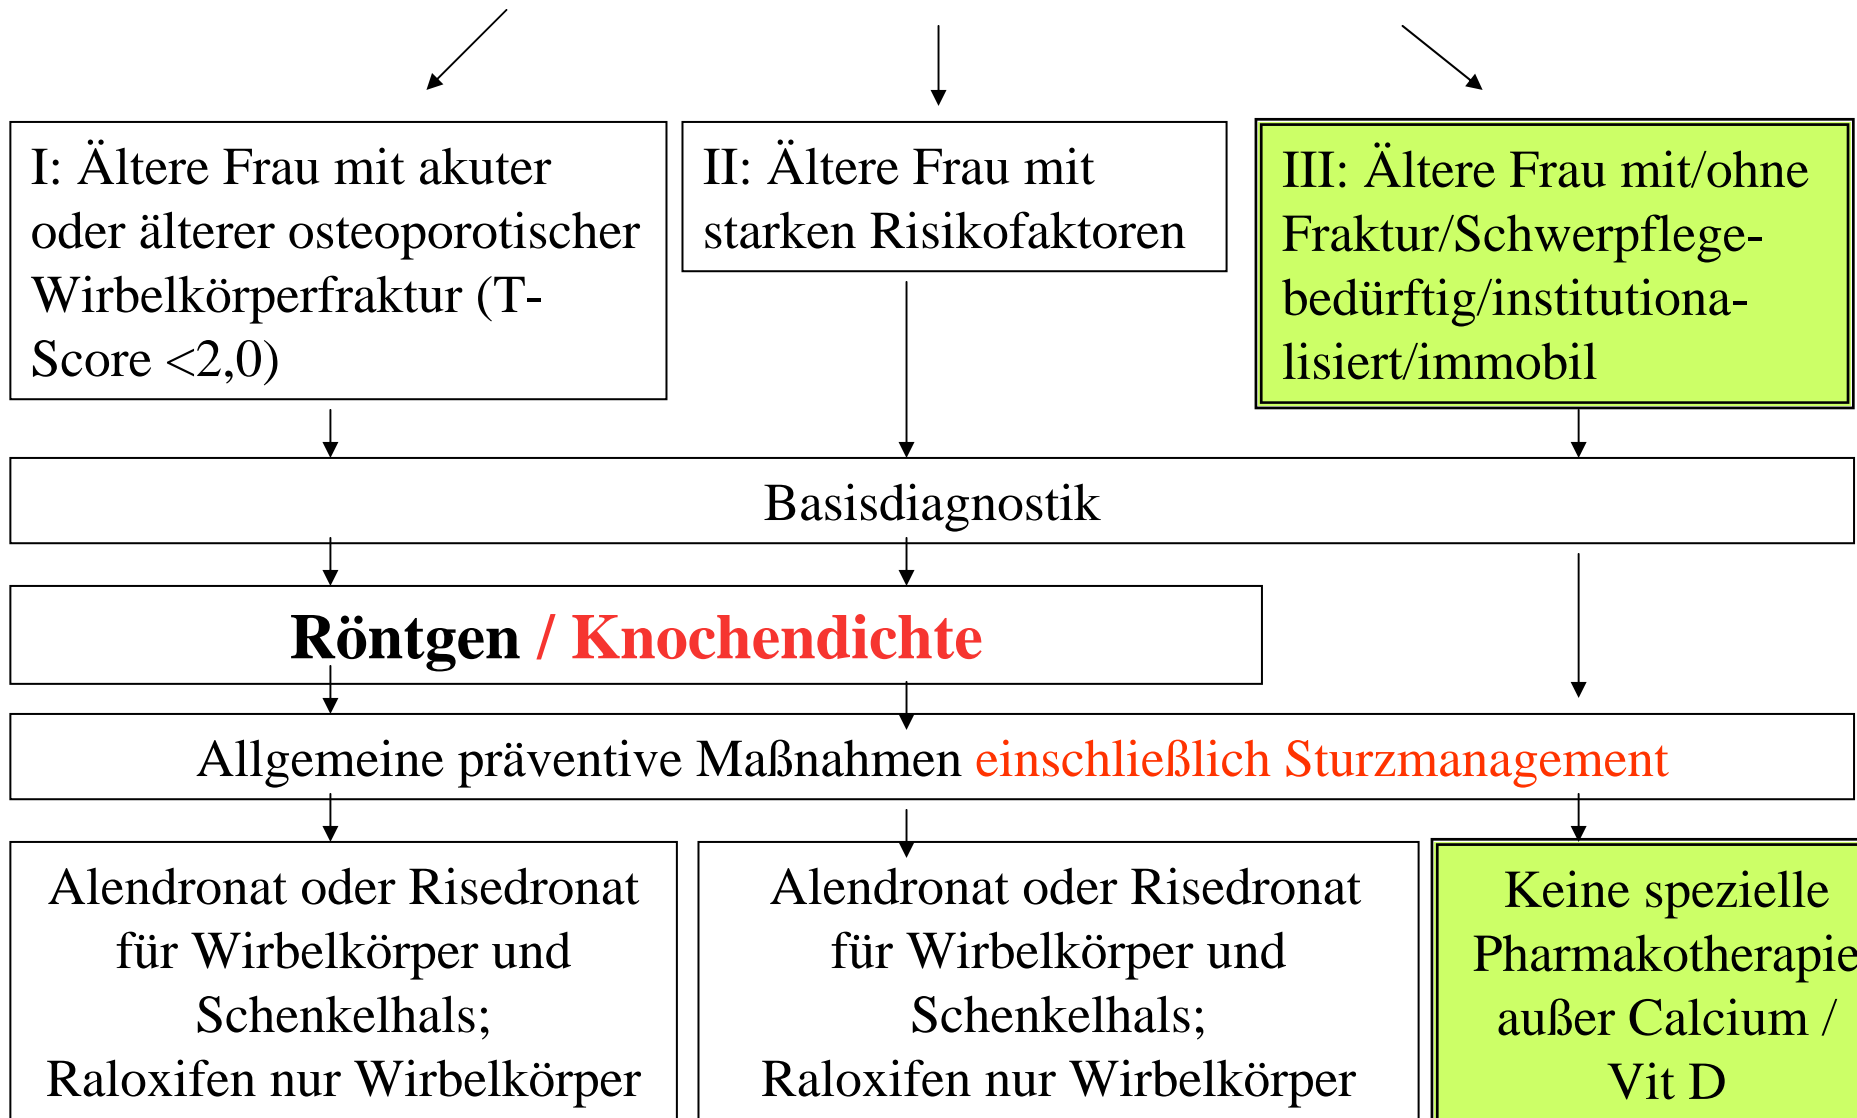 I: Ältere Frau mit akuter
oder älterer osteoporotischer
Wirbelkörperfraktur (T-
Score <2,0)
II: Ältere Frau mit
starken Risikofaktoren
III: Ältere Frau mit/ohne
Fraktur/Schwerpflege-
bedürftig/institutiona-
lisiert/immobil
Basisdiagnostik
Röntgen / Knochendichte
Allgemeine präventive Maßnahmen einschließlich Sturzmanagement
Alendronat oder Risedronat
für Wirbelkörper und
Schenkelhals;
Raloxifen nur Wirbelkörper
Alendronat oder Risedronat
für Wirbelkörper und
Schenkelhals;
Raloxifen nur Wirbelkörper
Keine spezielle
Pharmakotherapie
außer Calcium /
Vit D